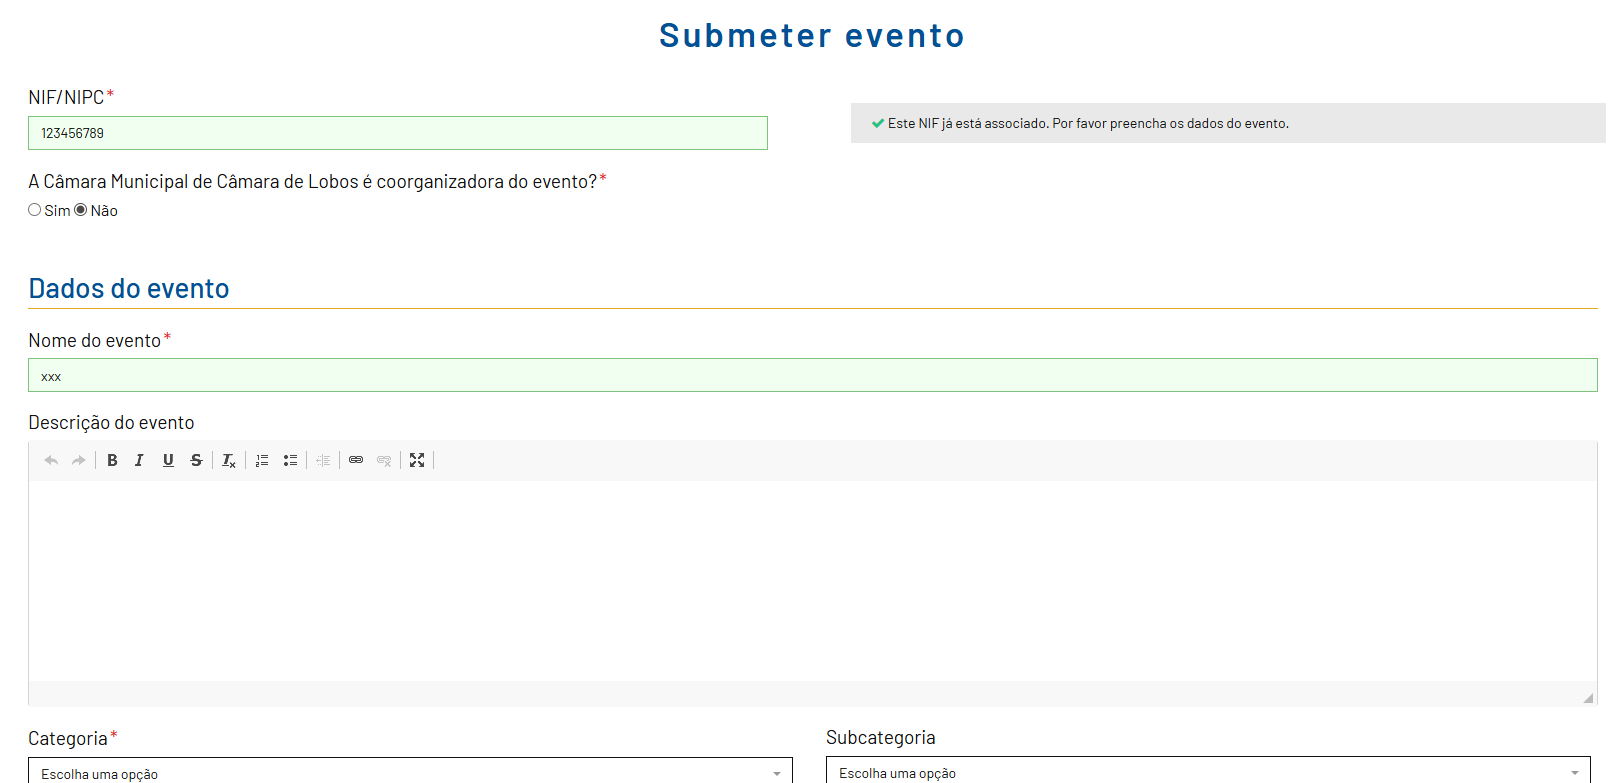 Submeter evento
NIF/NIPC*
123456789
Este NIF já está associado. Por favor preencha os dados do evento.
A Câmara Municipal de Câmara de Lobos é coorganizadora do evento?*
Sim Não
Dados do evento
Nome do evento*
xxx
Descrição do evento
B I U S Ix
Categoria*
Subcategoria
Escolha uma opção
Escolha uma opção